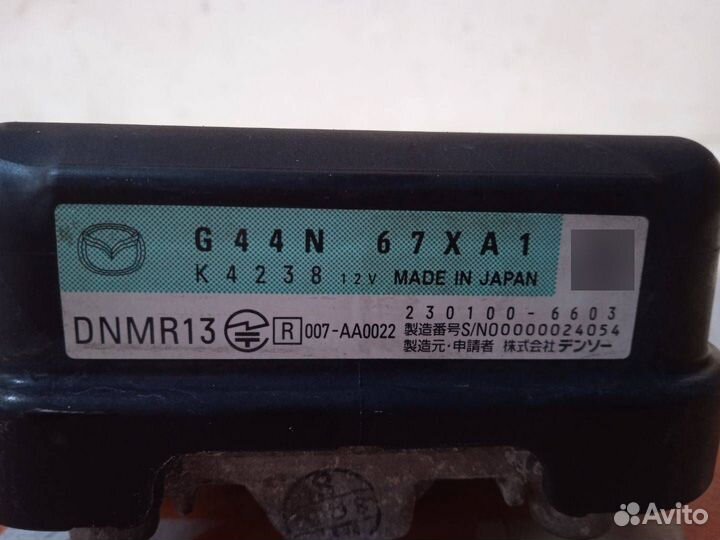 G44N 67XA1
K4238 12V MADE IN JAPAN
230100-6603
DNMR13 R 007-AA0022 製造番号S/N00000024054
製造元・申請者 株式会社 デンソー
Avito